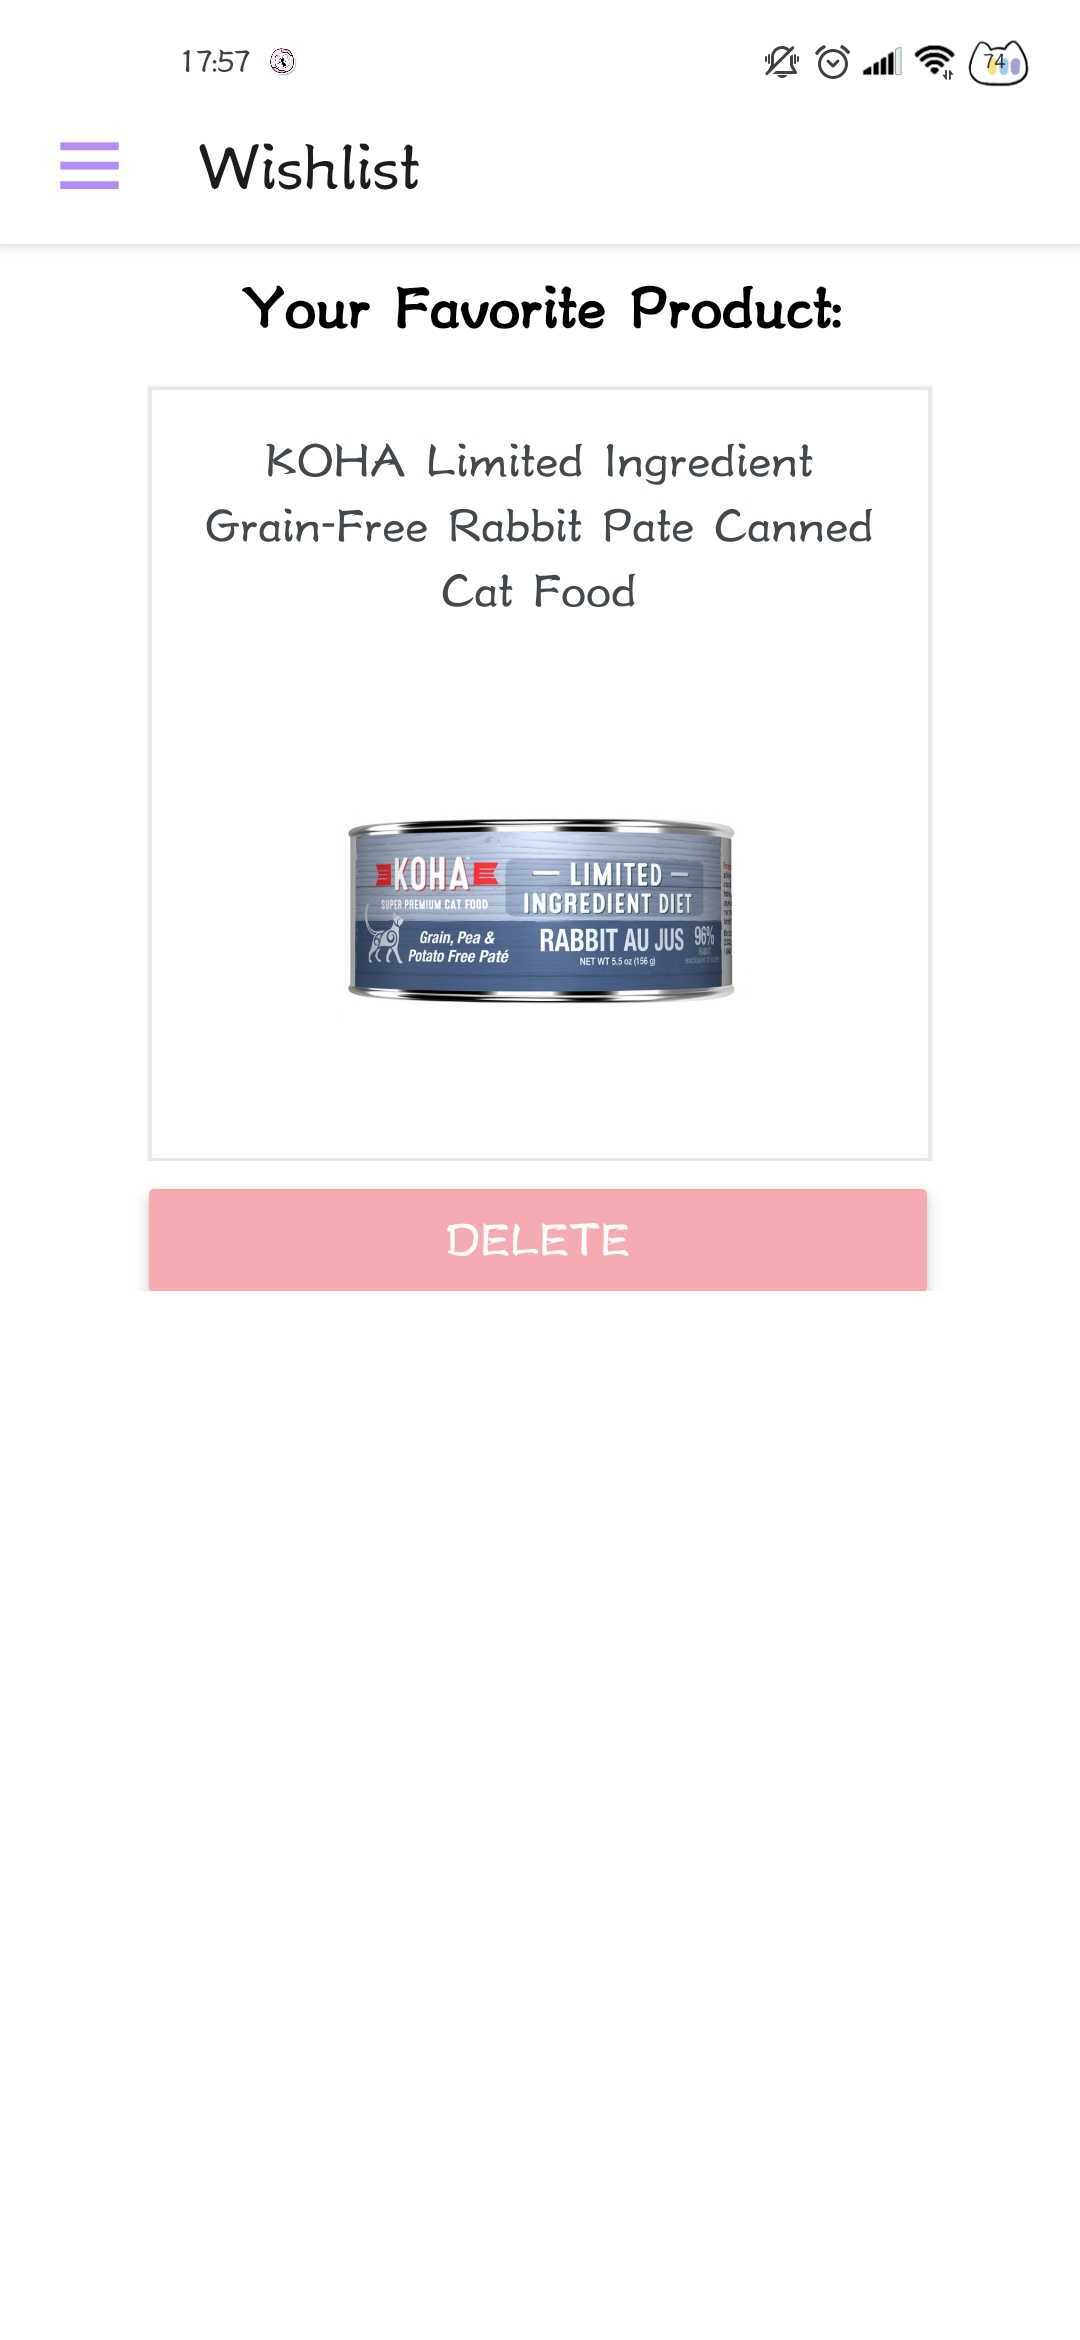 17:57
74
Wishlist
Your Favorite Product:
KOHA Limited Ingredient
Grain-Free Rabbit Pate Canned
Cat Food
KOHA
SUPER PREMIUM CAT FOOD
LIMITED
INGREDIENT DIET
Grain, Pea &
Potato Free Paté
RABBIT AU JUS 96%
NET WT 5.5 oz (156 g)
DELETE